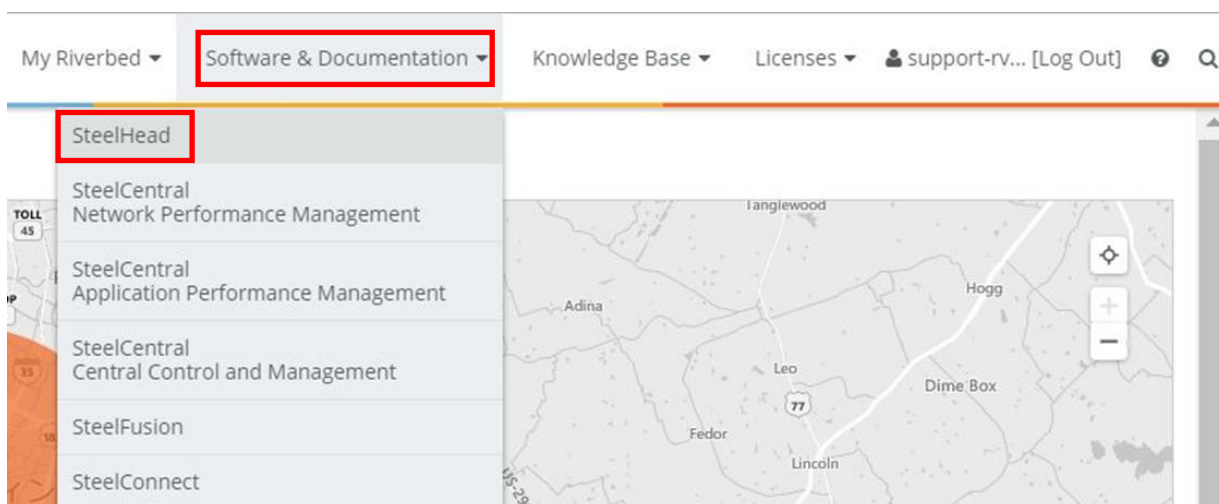 My Riverbed
Software & Documentation
Knowledge Base
Licenses
support-rv... [Log Out]
SteelHead
SteelCentral
Network Performance Management
SteelCentral
Application Performance Management
SteelCentral
Central Control and Management
SteelFusion
SteelConnect
TOLL
45
35
Tanglewood
Adina
Hogg
Leo
77
Dime Box
Fedor
Lincoln
US-29